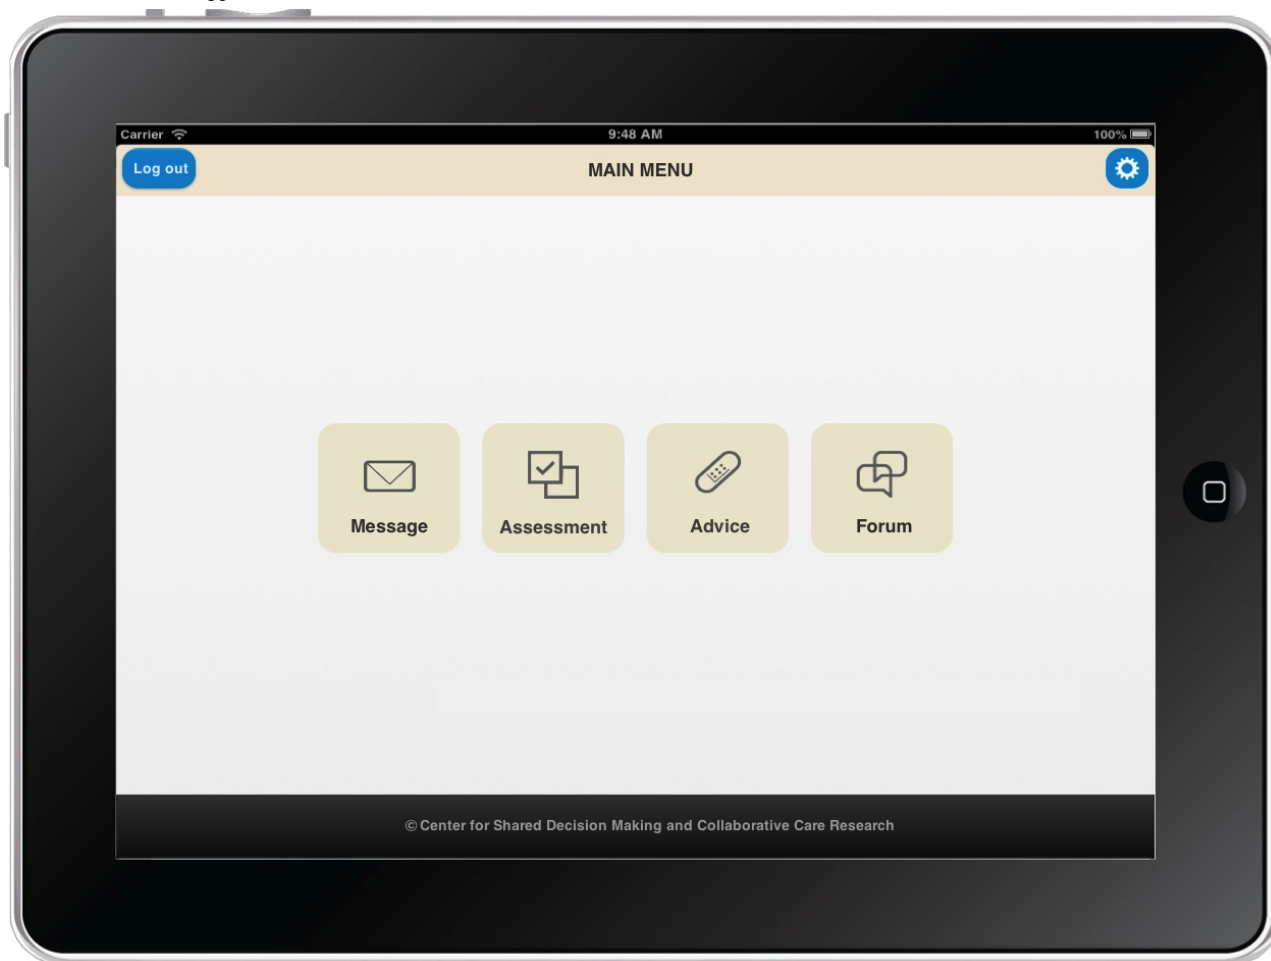 Carrier
9:48 AM
100%
Log out
MAIN MENU
Message
Assessment
Advice
Forum
© Center for Shared Decision Making and Collaborative Care Research